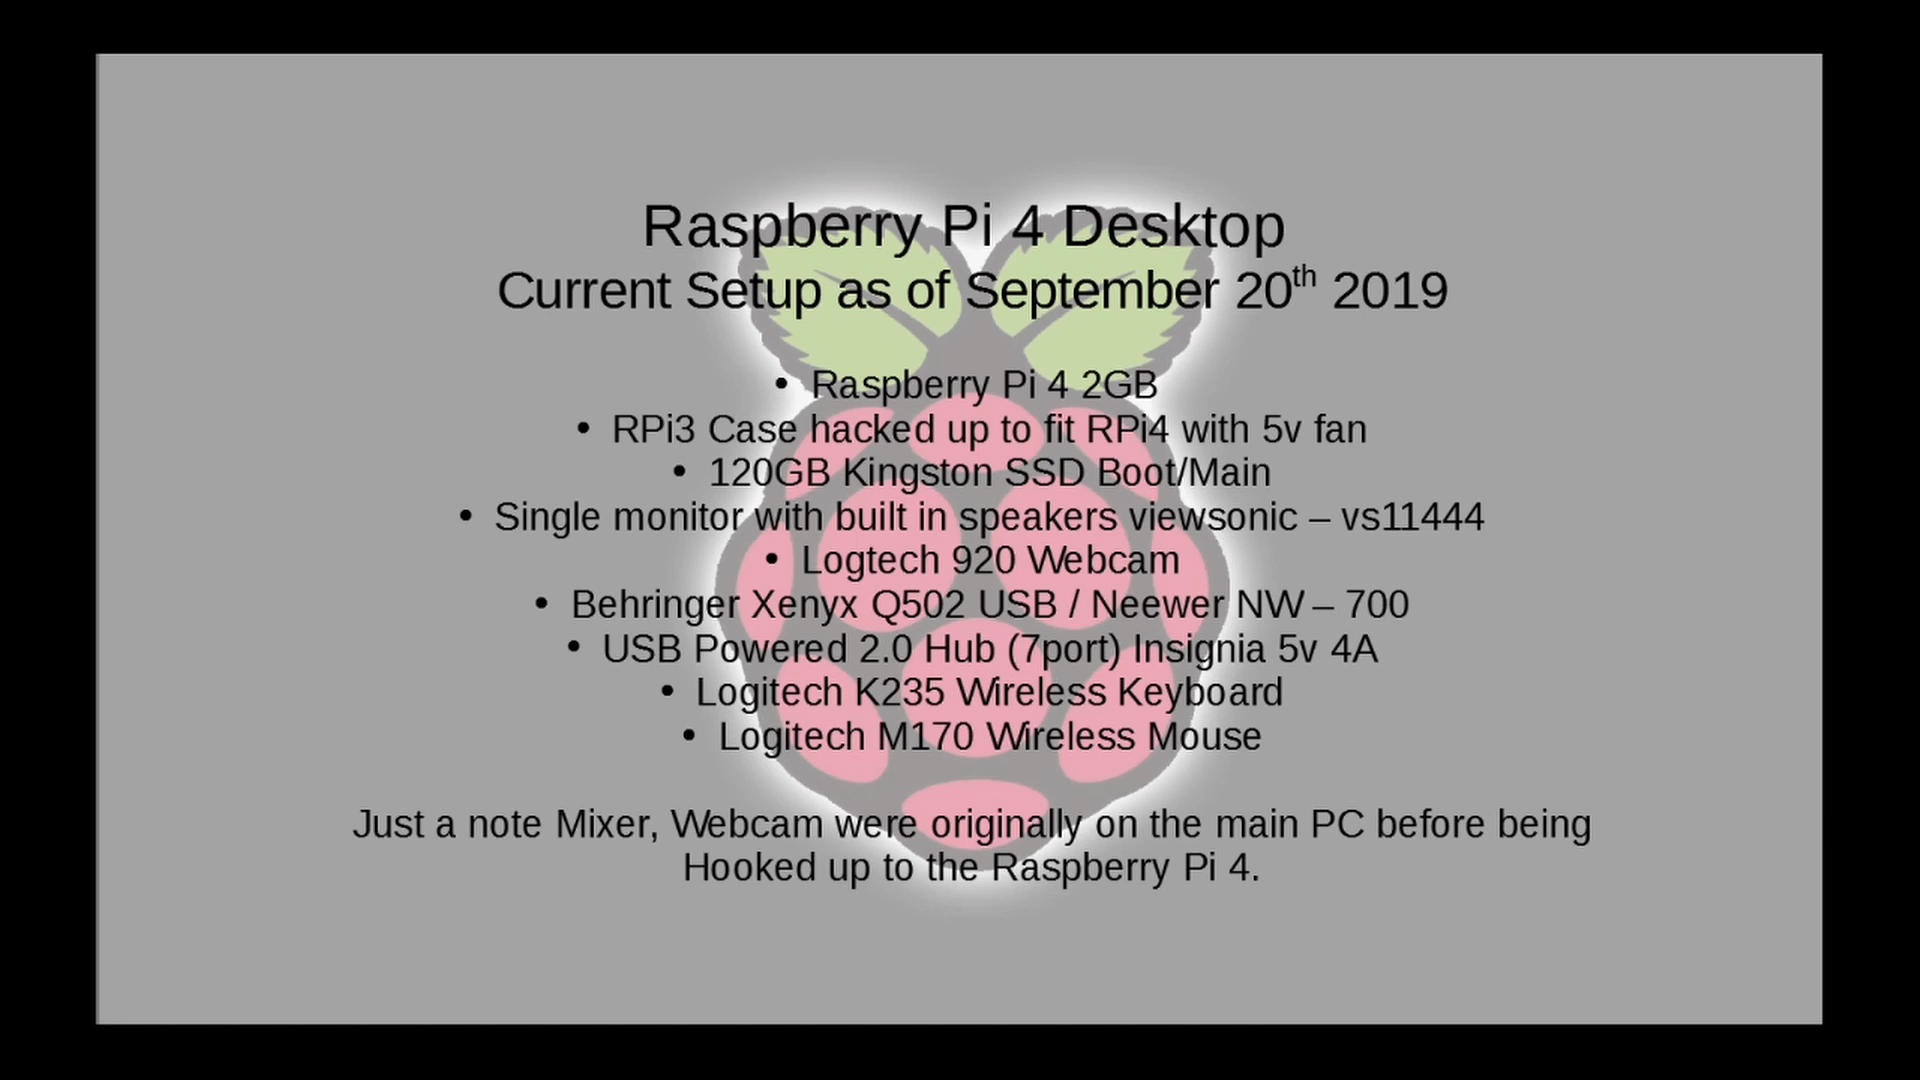 Raspberry Pi 4 Desktop
Current Setup as of September 20th 2019
• Raspberry Pi 4 2GB
• RPi3 Case hacked up to fit RPi4 with 5v fan
• 120GB Kingston SSD Boot/Main
• Single monitor with built in speakers viewsonic – vs11444
• Logtech 920 Webcam
• Behringer Xenyx Q502 USB / Neewer NW – 700
• USB Powered 2.0 Hub (7port) Insignia 5v 4A
• Logitech K235 Wireless Keyboard
• Logitech M170 Wireless Mouse
Just a note Mixer, Webcam were originally on the main PC before being
Hooked up to the Raspberry Pi 4.